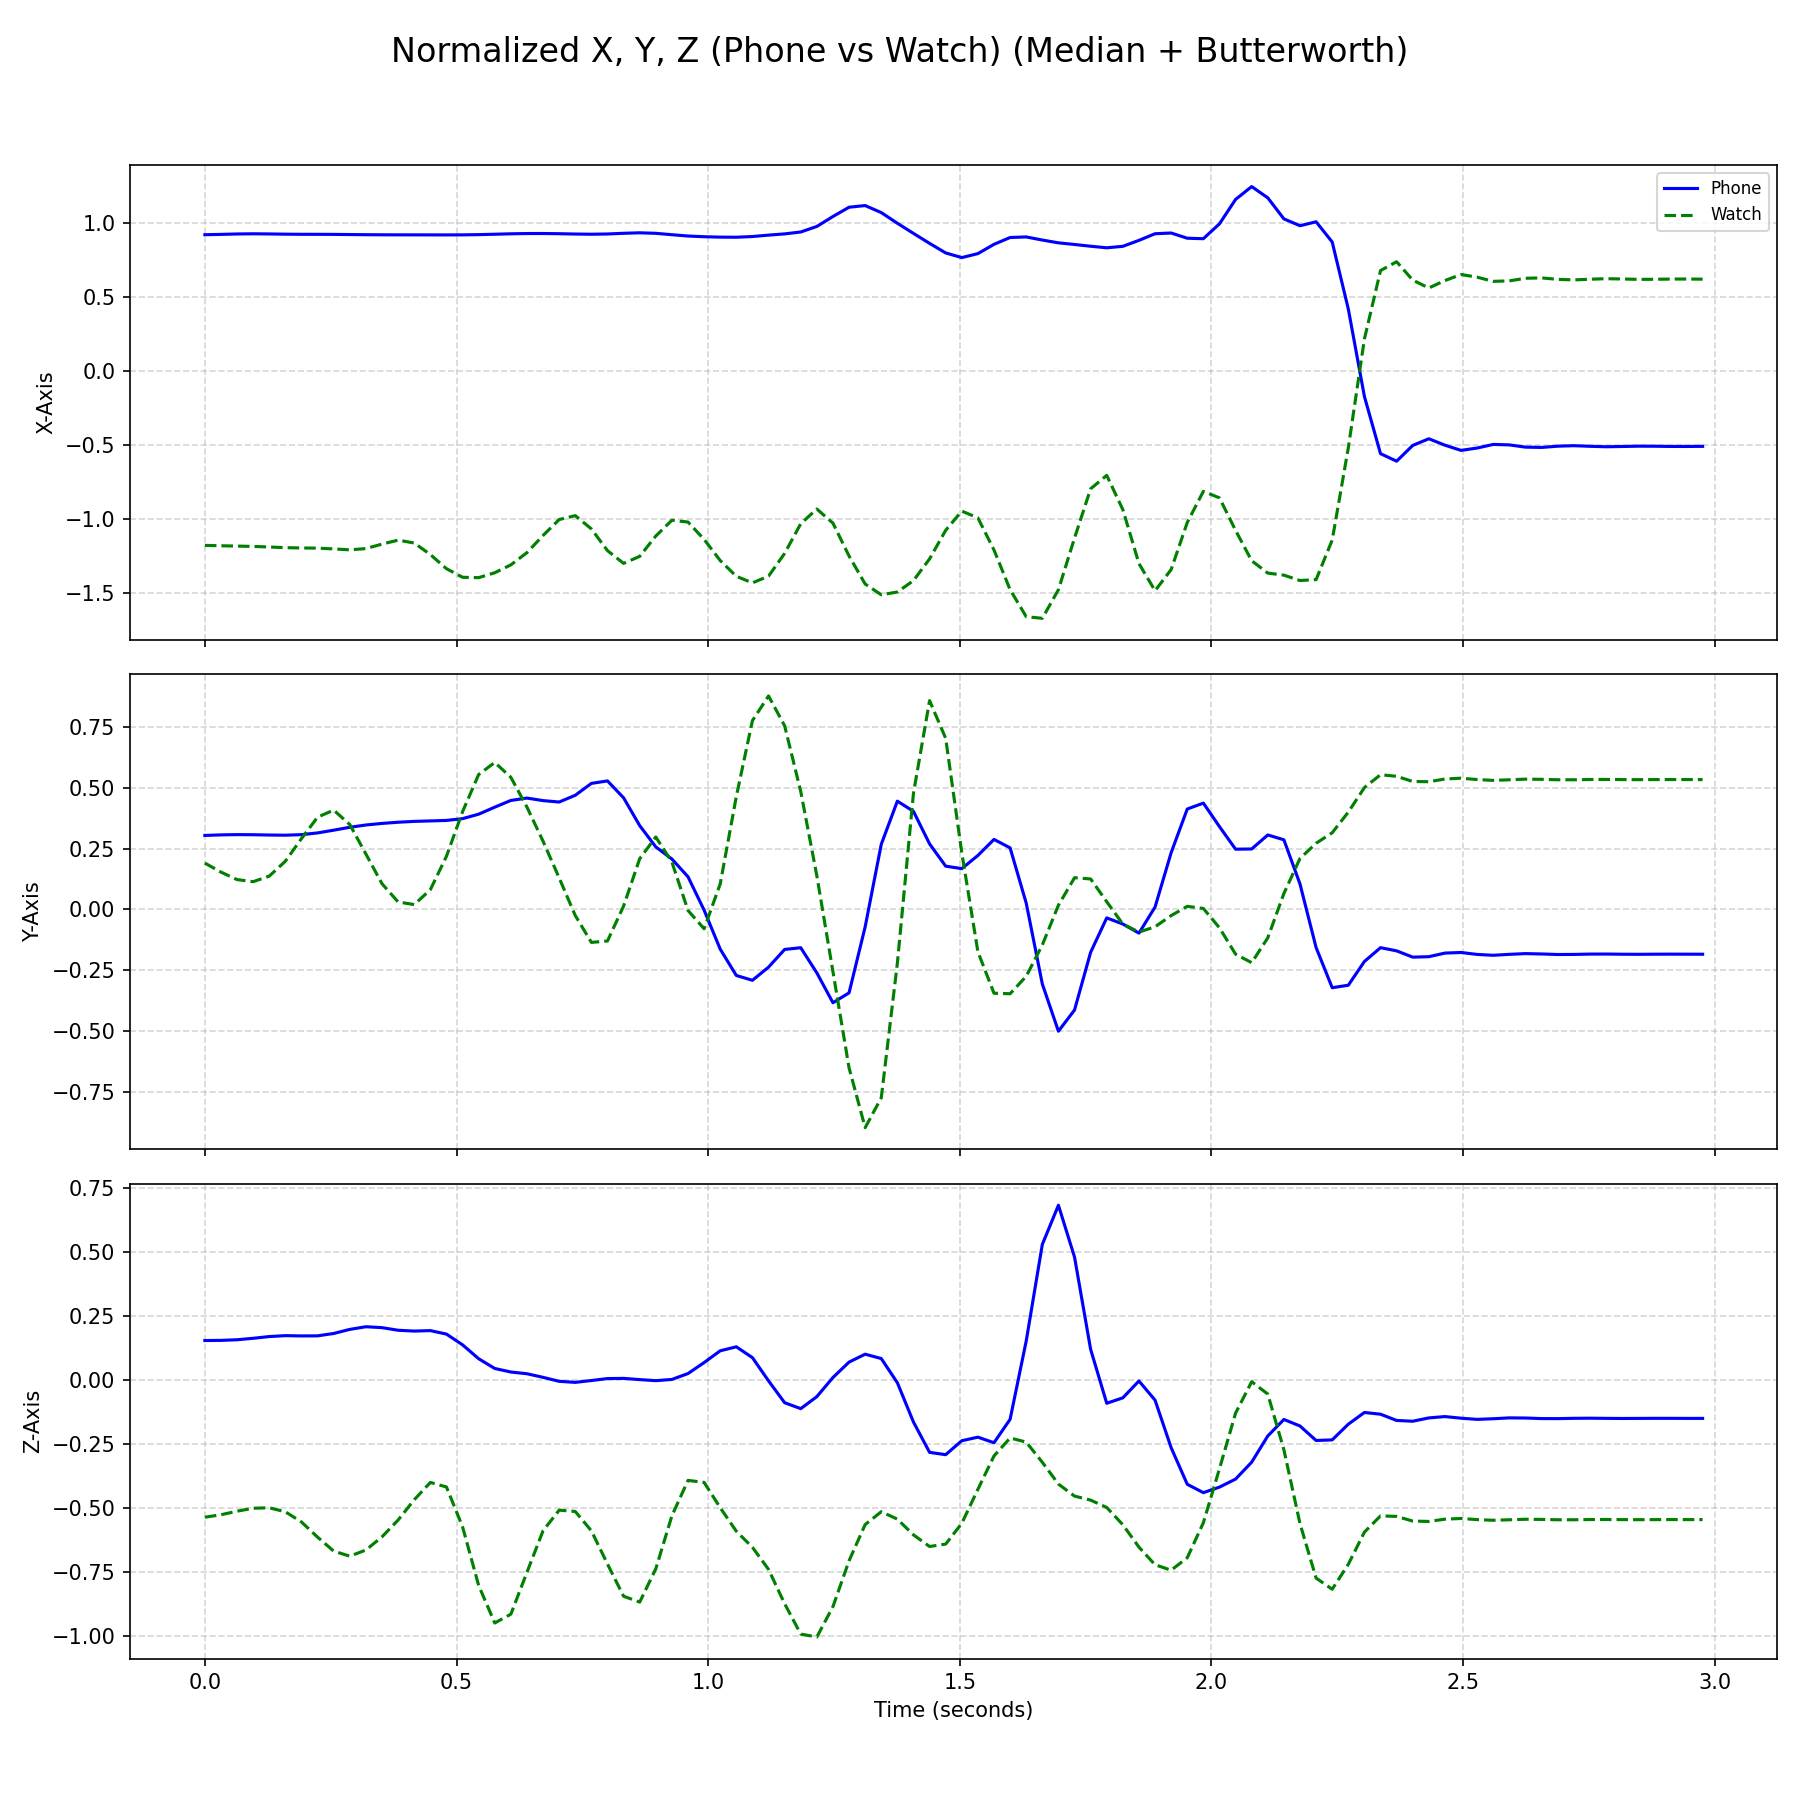 Normalized X, Y, Z (Phone vs Watch) (Median + Butterworth)
Phone
Watch
1.0
0.5
0.0
−0.5
−1.0
−1.5
X-Axis
0.75
0.50
0.25
0.00
−0.25
−0.50
−0.75
Y-Axis
0.75
0.50
0.25
0.00
−0.25
−0.50
−0.75
−1.00
Z-Axis
0.0 0.5 1.0 1.5 2.0 2.5 3.0
Time (seconds)